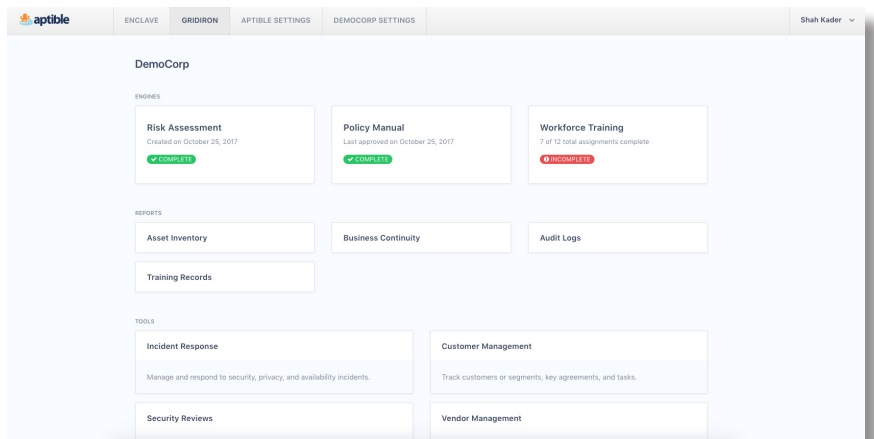 aptible
ENCLAVE GRIDIRON APTIBLE SETTINGS DEMOCORP SETTINGS Shah Kader
DemoCorp
ENGINES
Risk Assessment
Created on October 25, 2017
COMPLETE
Policy Manual
Last approved on October 25, 2017
COMPLETE
Workforce Training
7 of 12 total assignments complete
INCOMPLETE
REPORTS
Asset Inventory
Business Continuity
Audit Logs
Training Records
TOOLS
Incident Response
Manage and respond to security, privacy, and availability incidents.
Customer Management
Track customers or segments, key agreements, and tasks.
Security Reviews
Vendor Management